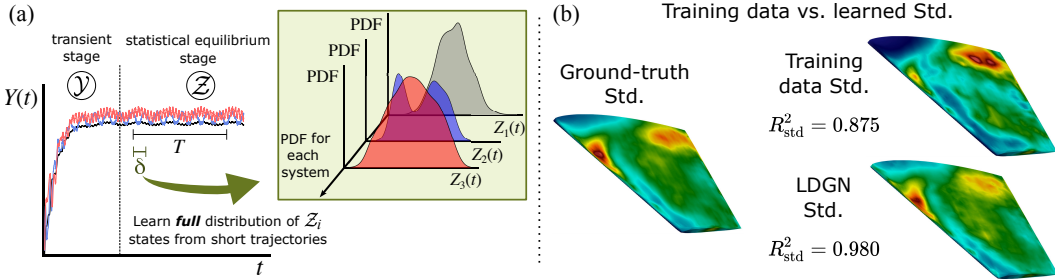 (a)
transient
stage
𝒴
statistical equilibrium
stage
𝒵
Y(t)
T
δ
Learn full distribution of 𝒵ᵢ
states from short trajectories
t
PDF
PDF
PDF
PDF for
each
system
Z₁(t)
Z₂(t)
Z₃(t)
(b)
Training data vs. learned Std.
Ground-truth
Std.
Training
data Std.
R²std = 0.875
LDGN
Std.
R²std = 0.980